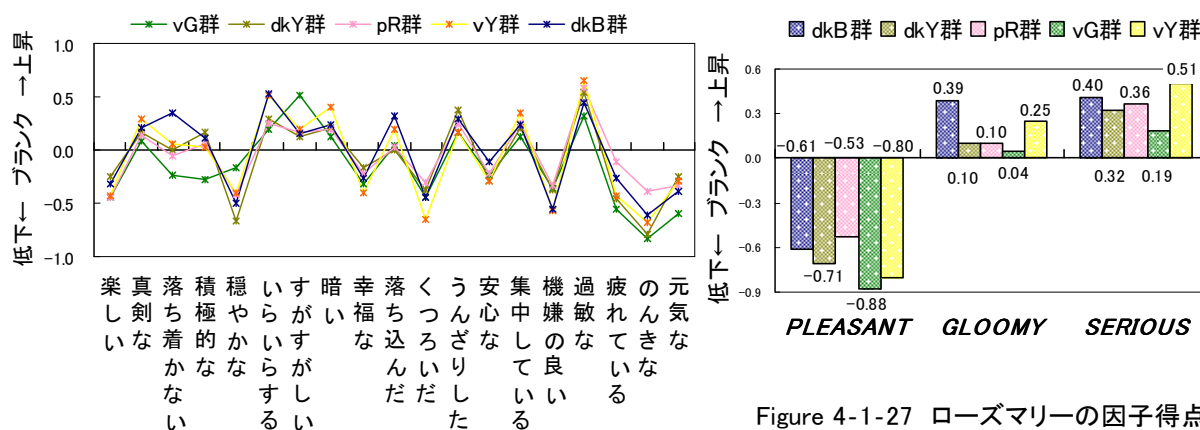 vG群 dkY群 pR群 vY群 dkB群
低下← ブランク →上昇
1.0
0.5
0.0
−0.5
−1.0
楽しい
真剣な
落ち着かない
積極的な
穏やかな
いらいらする
すがすがしい
暗い
幸福な
落ち込んだ
くつろいだ
うんざりした
安心な
集中している
機嫌の良い
過敏な
疲れている
のんきな
元気な
dkB群 dkY群 pR群 vG群 vY群
低下← ブランク →上昇
0.6
0.3
0.0
-0.3
-0.6
-0.9
−0.61
−0.71
−0.53
−0.88
−0.80
0.39
0.10
0.10
0.04
0.25
0.40
0.32
0.36
0.19
0.51
PLEASANT GLOOMY SERIOUS
Figure 4-1-27 ローズマリーの因子得点